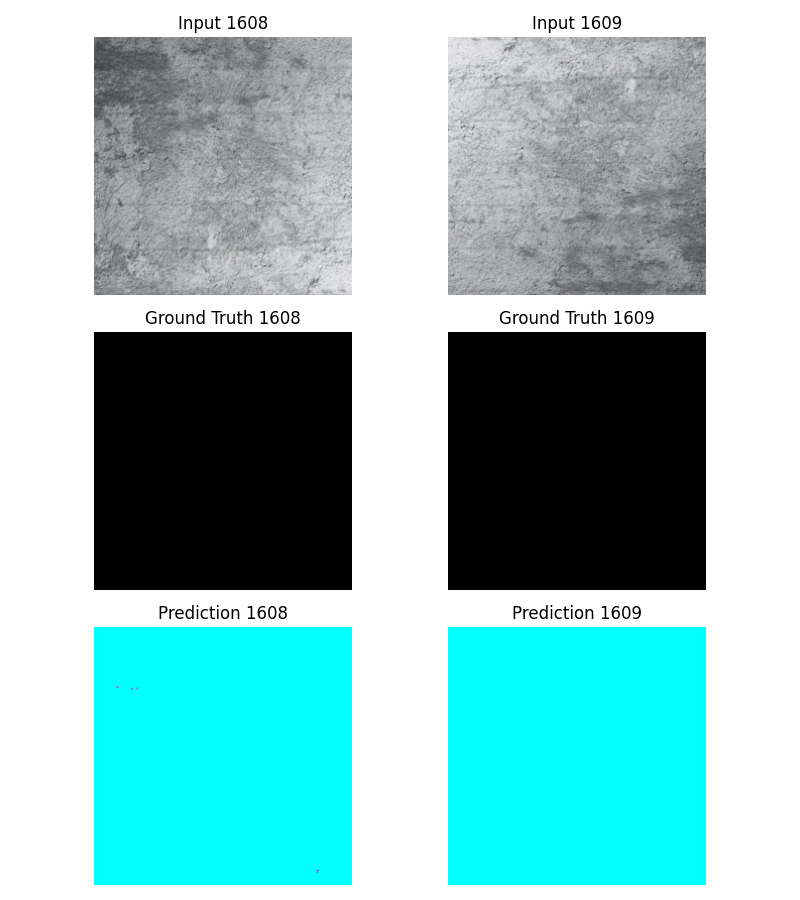 Input 1608
Input 1609
Ground Truth 1608
Ground Truth 1609
Prediction 1608
Prediction 1609